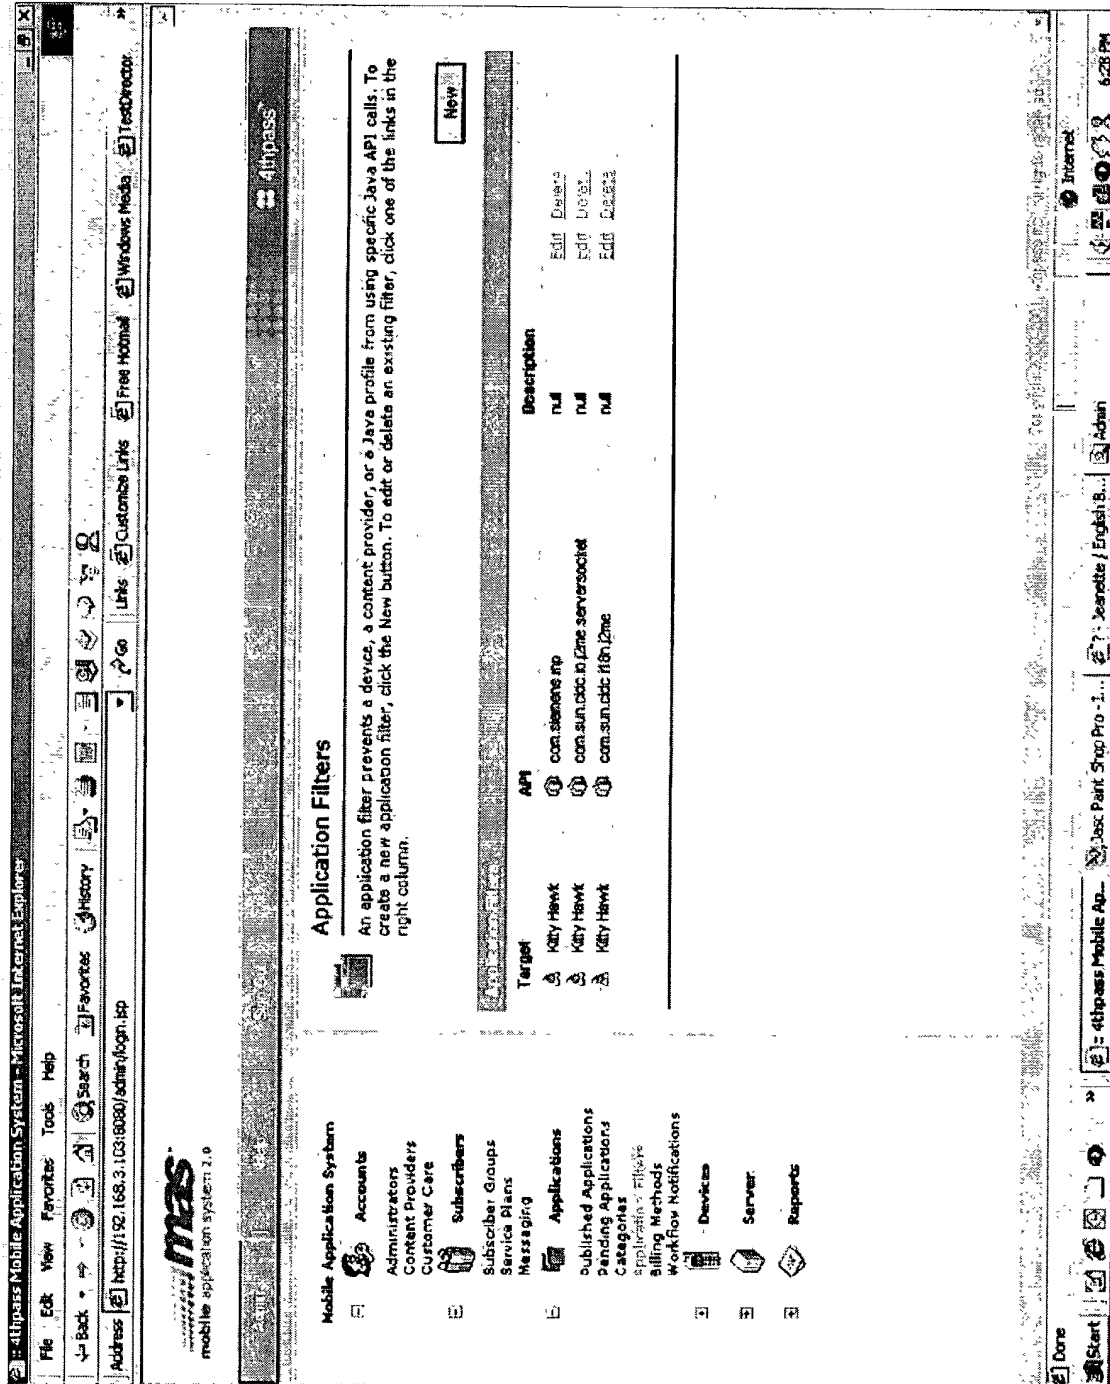 :: 4thpass Mobile Application System - Microsoft Internet Explorer
File Edit View Favorites Tools Help
Back Search Favorites History
Address http://192.168.3.103:8080/admin/login.jsp Go Links Customize Links Free Hotmail Windows Media TestDirector
mas
mobile application system 2.0
4thpass
Mobile Application System
Accounts
Administrators
Content Providers
Customer Care
Subscribers
Subscriber Groups
Service Plans
Messaging
Applications
Published Applications
Pending Applications
Categories
Application Filters
Billing Methods
Workflow Notifications
Devices
Server
Reports
Application Filters
An application filter prevents a device, a content provider, or a Java profile from using specific Java API calls. To
create a new application filter, click the New button. To edit or delete an existing filter, click one of the links in the
right column.
New
Target API Description
Kitty Hawk com.siemens.mp null Edit Delete
Kitty Hawk com.sun.cldc.io.j2me.serversocket null Edit Delete
Kitty Hawk com.sun.cldc.i18n.j2me null Edit Delete
Done Internet
Start :: 4thpass Mobile Ap... Jasc Paint Shop Pro - 1... Jeanette / English B... Admin 6:28 PM